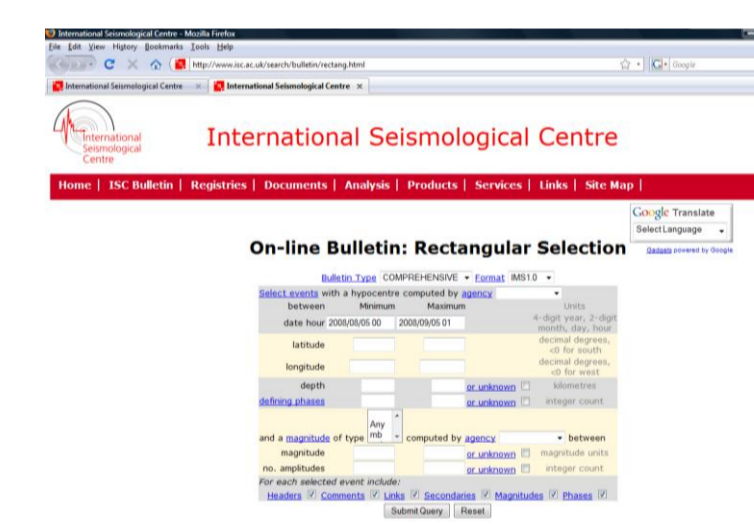 International Seismological Centre - Mozilla Firefox
File Edit View History Bookmarks Tools Help
http://www.isc.ac.uk/search/bulletin/rectang.html
Google
International Seismological Centre
International Seismological Centre
International
Seismological
Centre
International Seismological Centre
Home | ISC Bulletin | Registries | Documents | Analysis | Products | Services | Links | Site Map |
Google Translate
Select Language
Gadgets powered by Google
On-line Bulletin: Rectangular Selection
Bulletin Type COMPREHENSIVE Format IMS1.0
Select events with a hypocentre computed by agency
between Minimum Maximum Units
date hour 2008/08/05 00 2008/09/05 01 4-digit year, 2-digit
month, day, hour
latitude decimal degrees,
<0 for south
longitude decimal degrees,
<0 for west
depth or unknown kilometres
defining phases or unknown integer count
Any
and a magnitude of type mb computed by agency between
magnitude or unknown magnitude units
no. amplitudes or unknown integer count
For each selected event include:
Headers Comments Links Secondaries Magnitudes Phases
Submit Query Reset